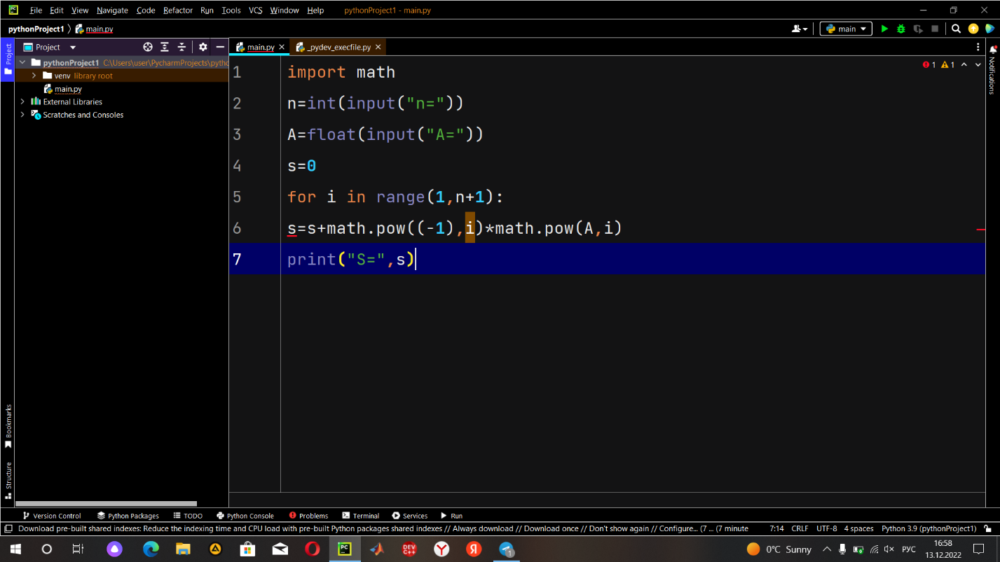 File Edit View Navigate Code Refactor Run Tools VCS Window Help pythonProject1 - main.py
pythonProject1 main.py main
Project main.py _pydev_execfile.py
Project
pythonProject1 C:\Users\user\PycharmProjects\pytho
venv library root
main.py
External Libraries
Scratches and Consoles
1 import math
2 n=int(input("n="))
3 A=float(input("A="))
4 s=0
5 for i in range(1,n+1):
6 s=s+math.pow((-1),i)*math.pow(A,i)
7 print("S=",s)
1 1
Notifications
Bookmarks
Structure
Version Control Python Packages TODO Python Console Problems Terminal Services Run
Download pre-built shared indexes: Reduce the indexing time and CPU load with pre-built Python packages shared indexes // Always download // Download once // Don't show again // Configure... (7 ... (7 minute 7:14 CRLF UTF-8 4 spaces Python 3.9 (pythonProject1)
PC DEV C++ Y Я 1 0°C Sunny РУС 16:58
13.12.2022